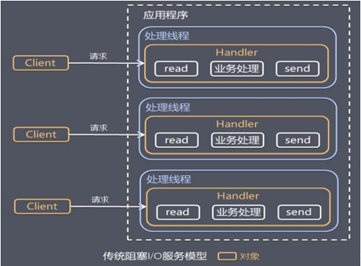 应用程序
处理线程
Handler
Client
请求
read
业务处理
send
处理线程
Handler
Client
请求
read
业务处理
send
处理线程
Handler
Client
请求
read
业务处理
send
传统阻塞I/O服务模型
对象